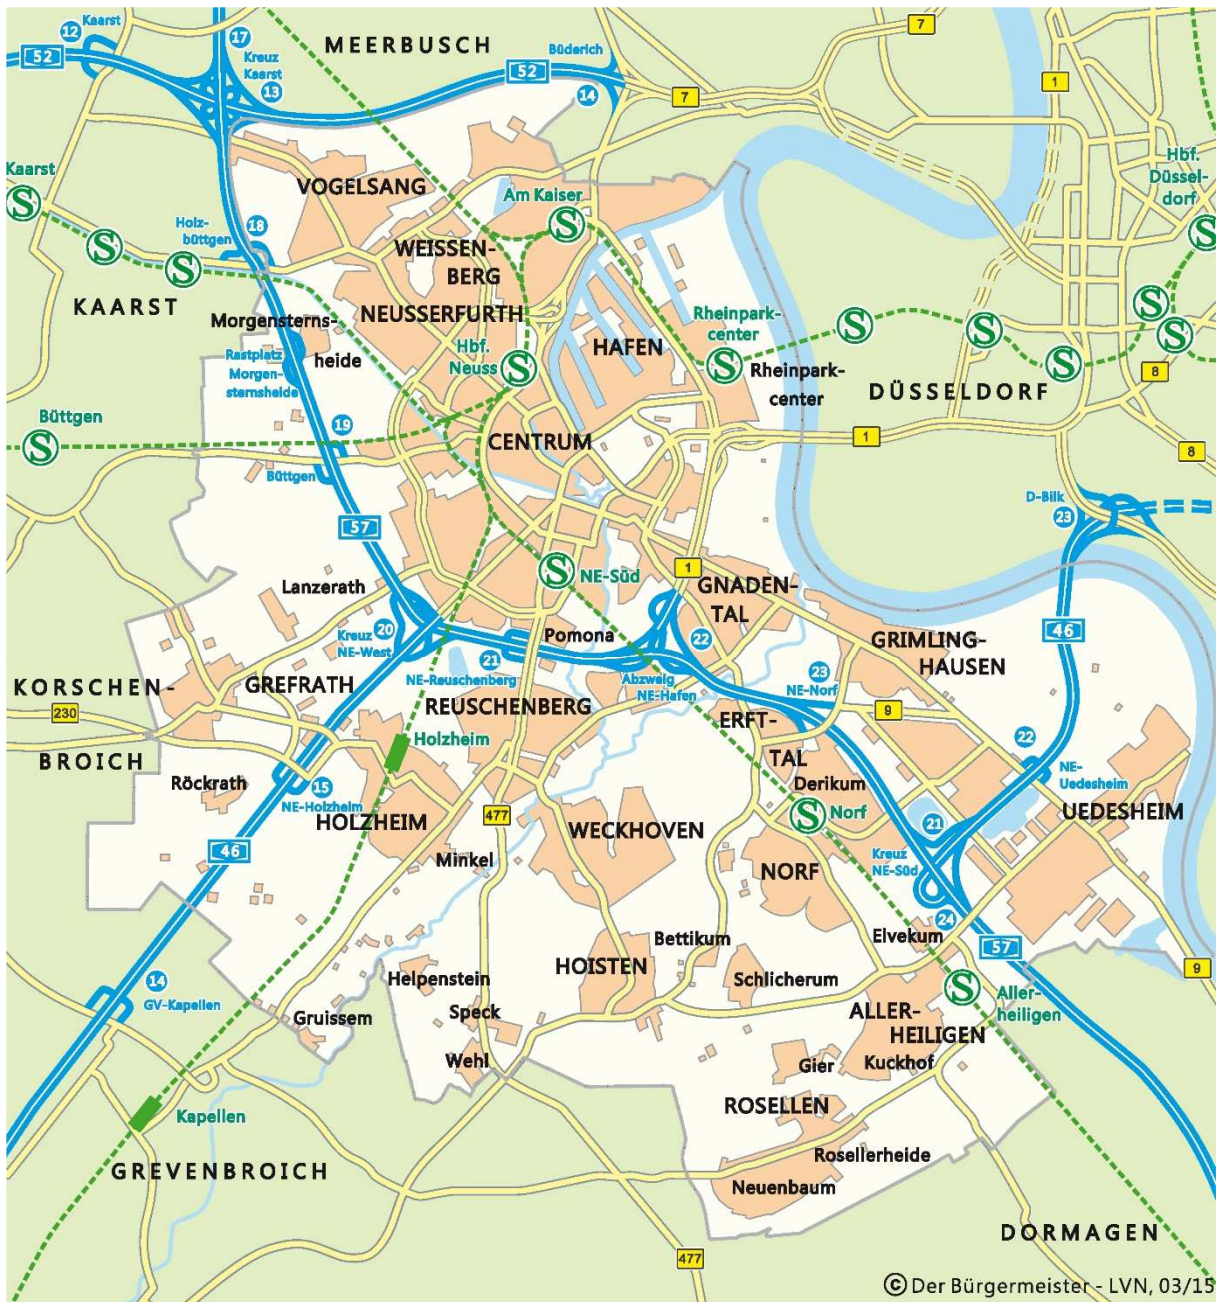 12
Kaarst
17
52
Kreuz
Kaarst
13
MEERBUSCH
Büderich
52
14
7
7
1
Kaarst
S
S
S
Holz-
büttgen
18
VOGELSANG
Am Kaiser
S
Hbf.
Düssel-
dorf
S
WEISSEN-
BERG
KAARST
NEUSSERFURTH
Morgensterns-
heide
Rastplatz
Morgen-
sternsheide
Hbf.
Neuss
S
HAFEN
Rheinpark-
center
S
Rheinpark-
center
S
S
S
S
S
8
DÜSSELDORF
Büttgen
S
19
Büttgen
CENTRUM
1
8
57
D-Bilk
23
Lanzerath
S
NE-Süd
1
GNADEN-
TAL
20
Kreuz
NE-West
21
NE-Reuschenberg
Pomona
22
Abzweig
NE-Hafen
GRIMLING-
HAUSEN
46
KORSCHEN-
BROICH
230
GREFRATH
REUSCHENBERG
23
NE-Norf
9
ERFT-
TAL
Derikum
22
NE-
Uedesheim
Holzheim
Röckrath
15
NE-Holzheim
HOLZHEIM
477
WECKHOVEN
S
Norf
21
UEDESHEIM
46
Minkel
NORF
Kreuz
NE-Süd
24
Elvekum
57
9
Bettikum
HOISTEN
Schlicherum
S
Aller-
heiligen
14
GV-Kapellen
Helpenstein
Gruissem
Speck
Wehl
ALLER-
HEILIGEN
Gier
Kuckhof
Kapellen
ROSELLEN
GREVENBROICH
Rosellerheide
Neuenbaum
DORMAGEN
477
© Der Bürgermeister - LVN, 03/15